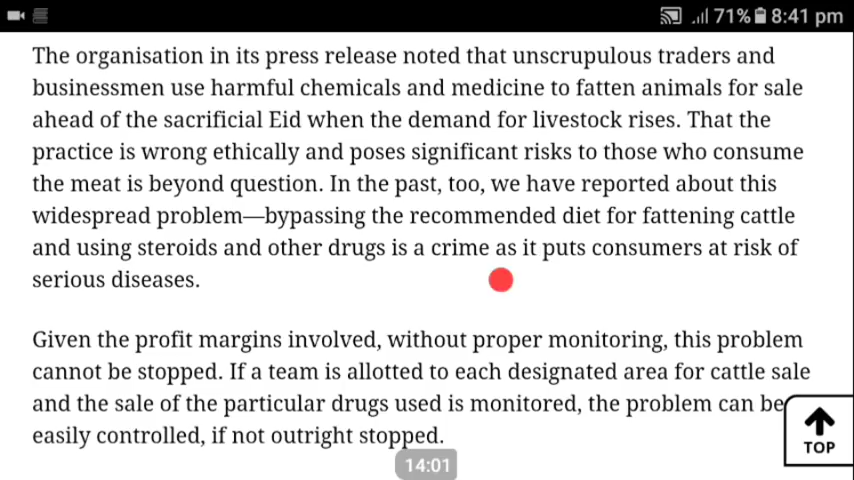 71% 8:41 pm
The organisation in its press release noted that unscrupulous traders and
businessmen use harmful chemicals and medicine to fatten animals for sale
ahead of the sacrificial Eid when the demand for livestock rises. That the
practice is wrong ethically and poses significant risks to those who consume
the meat is beyond question. In the past, too, we have reported about this
widespread problem—bypassing the recommended diet for fattening cattle
and using steroids and other drugs is a crime as it puts consumers at risk of
serious diseases.
Given the profit margins involved, without proper monitoring, this problem
cannot be stopped. If a team is allotted to each designated area for cattle sale
and the sale of the particular drugs used is monitored, the problem can be
easily controlled, if not outright stopped.
TOP
14:01